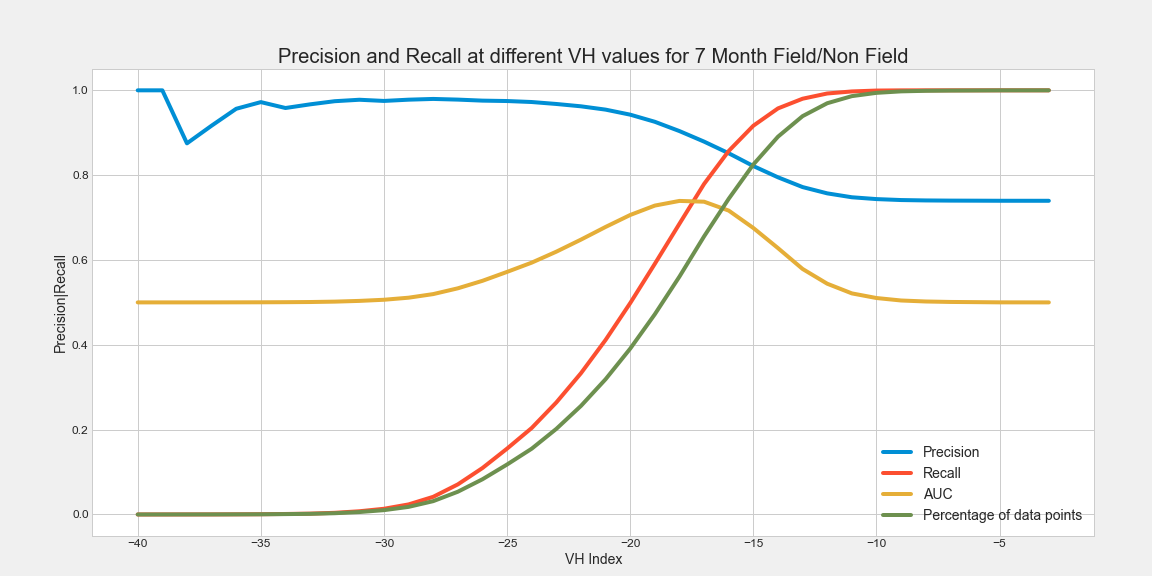 Precision and Recall at different VH values for 7 Month Field/Non Field
1.0
0.8
0.6
0.4
0.2
0.0
Precision|Recall
Precision
Recall
AUC
Percentage of data points
−40
−35
−30
−25
−20
−15
−10
−5
VH Index